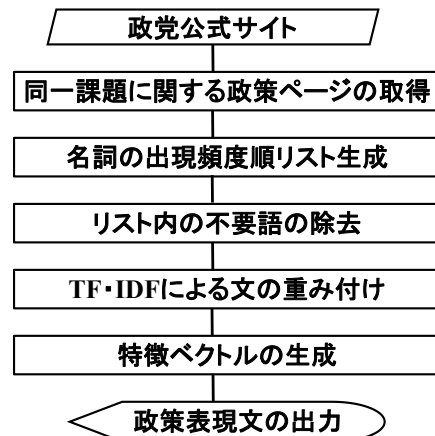 政党公式サイト
同一課題に関する政策ページの取得
名詞の出現頻度順リスト生成
リスト内の不要語の除去
TF・IDFによる文の重み付け
特徴ベクトルの生成
政策表現文の出力